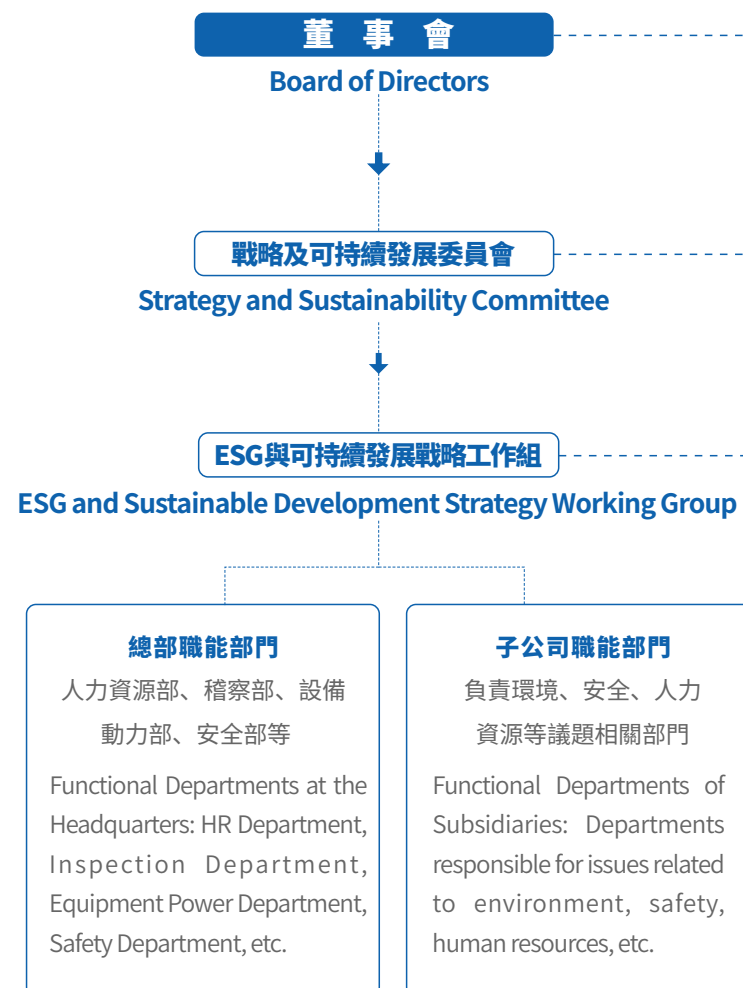 董事會
Board of Directors
戰略及可持續發展委員會
Strategy and Sustainability Committee
ESG與可持續發展戰略工作組
ESG and Sustainable Development Strategy Working Group
總部職能部門
人力資源部、稽察部、設備
動力部、安全部等
Functional Departments at the
Headquarters: HR Department,
Inspection Department,
Equipment Power Department,
Safety Department, etc.
子公司職能部門
負責環境、安全、人力
資源等議題相關部門
Functional Departments of
Subsidiaries: Departments
responsible for issues related
to environment, safety,
human resources, etc.